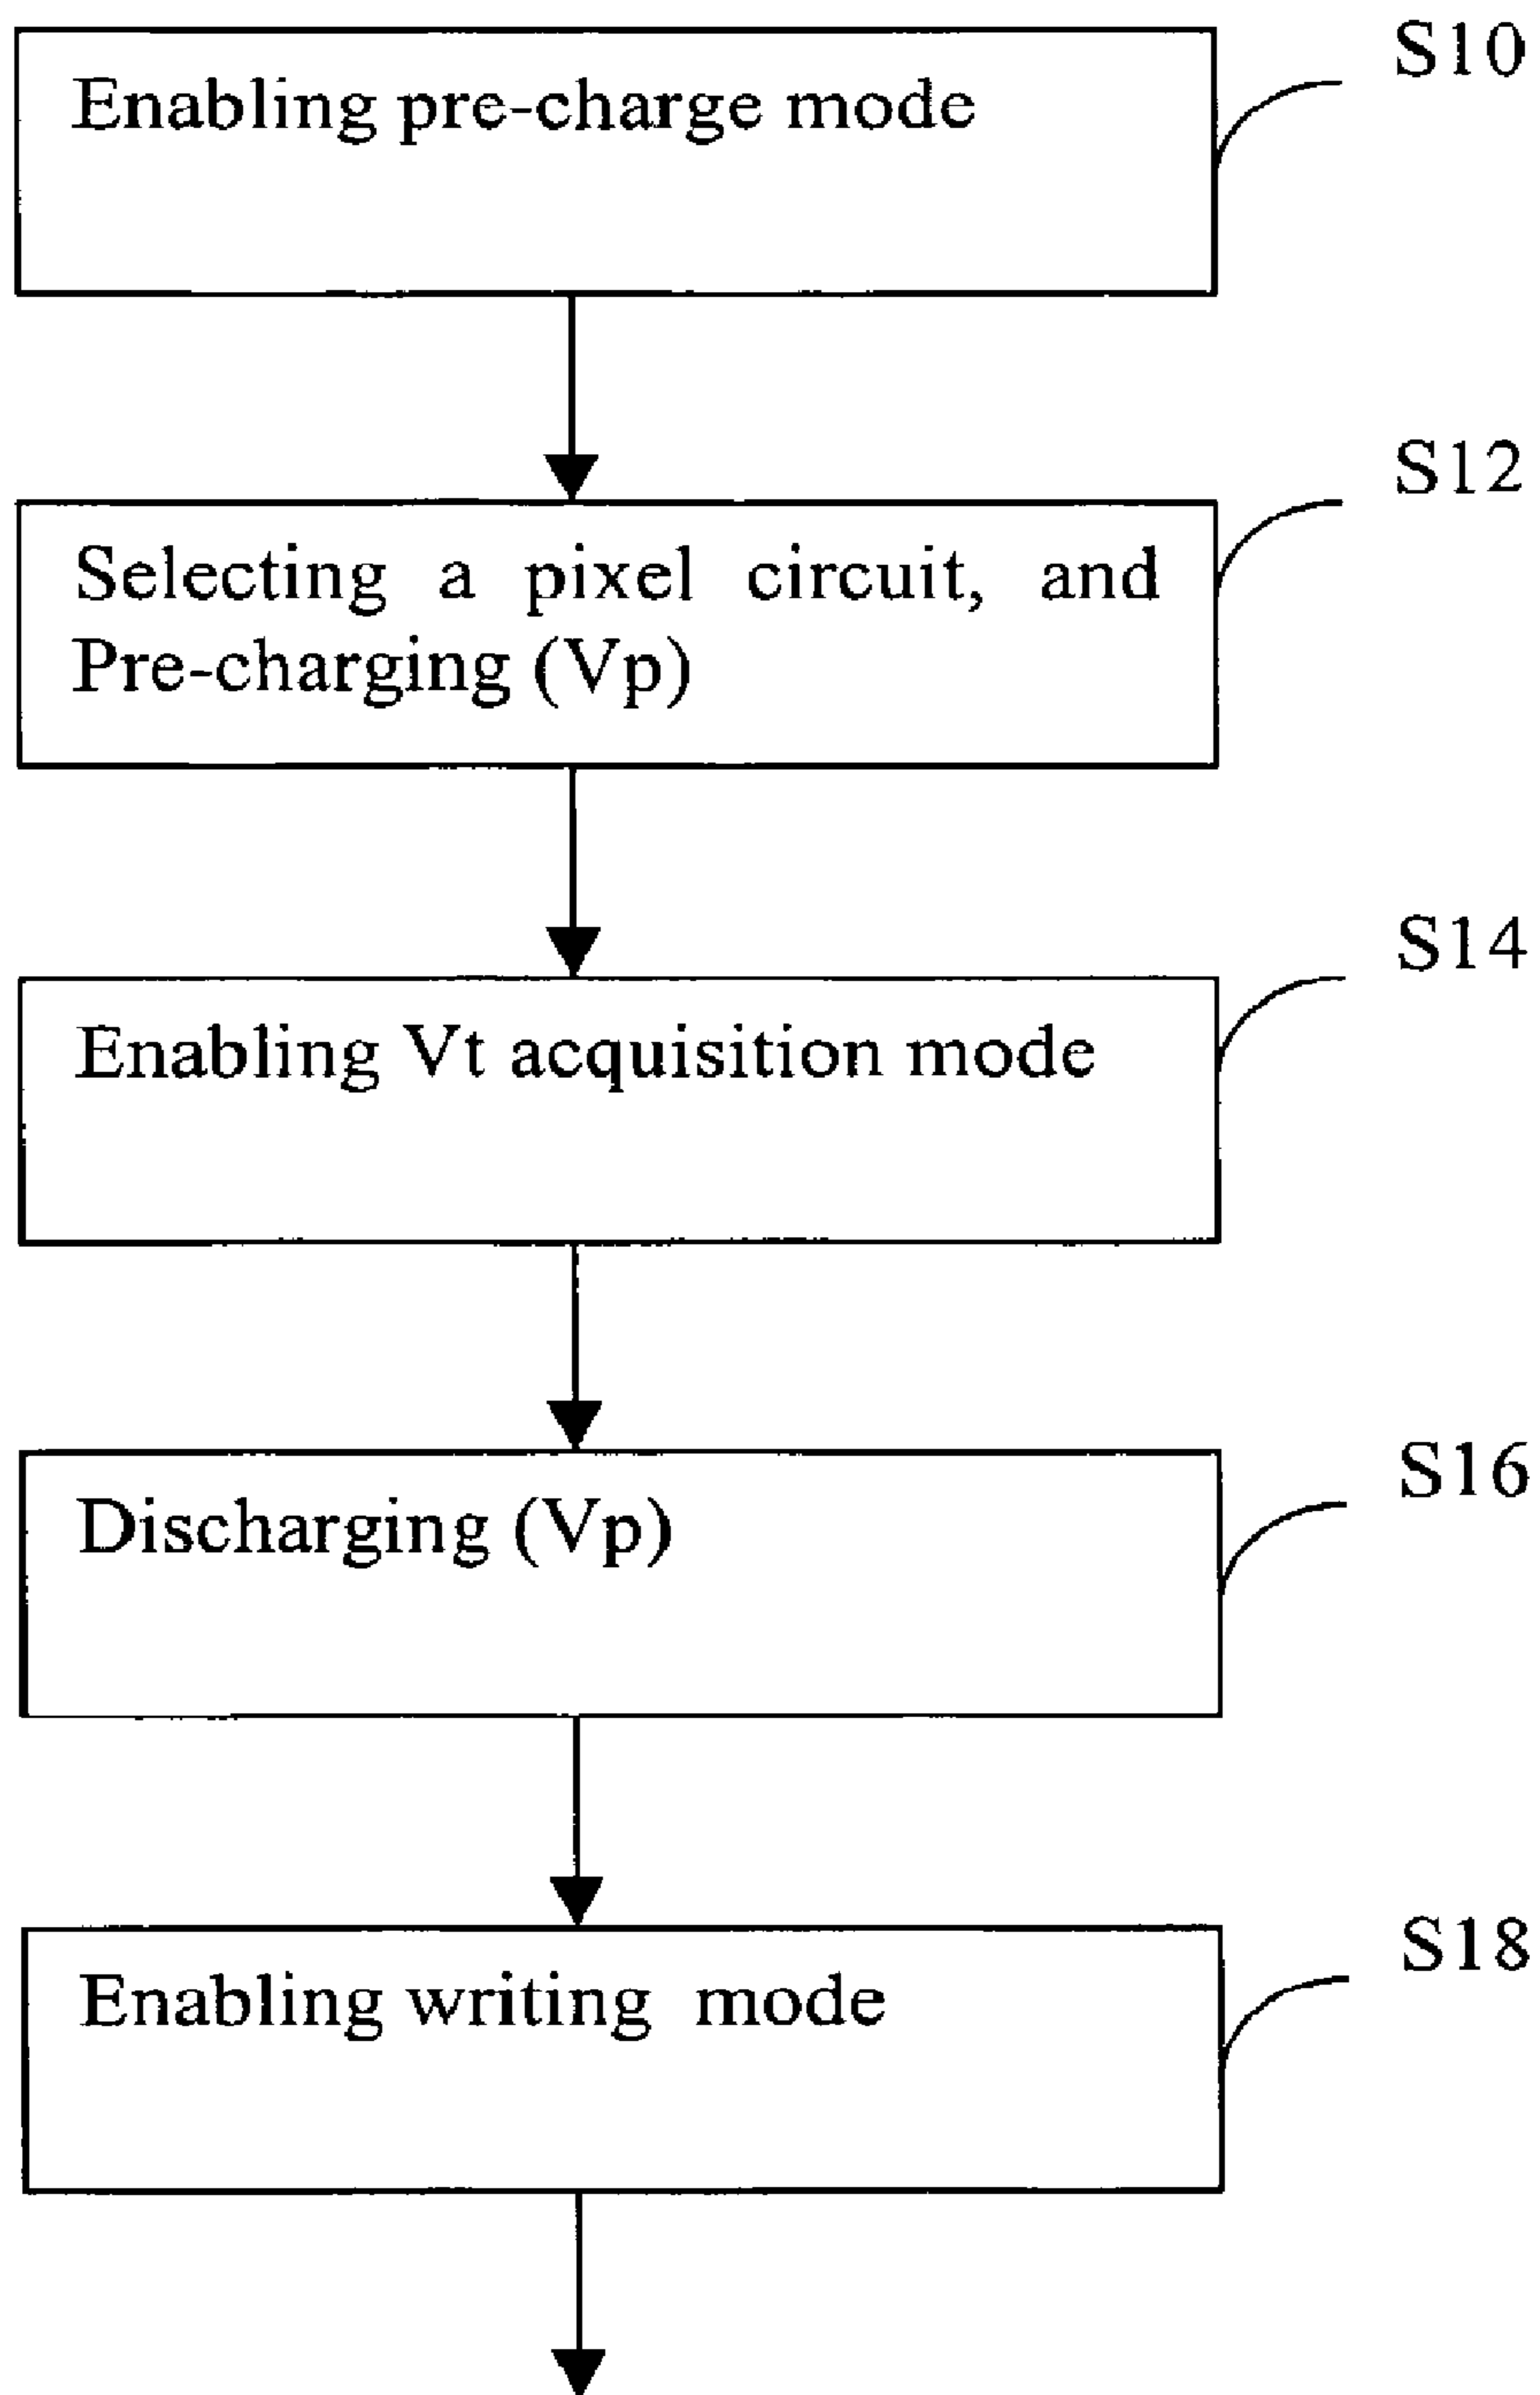 S10
Enabling pre-charge mode
S12
Selecting a pixel circuit, and
Pre-charging (Vp)
S14
Enabling Vt acquisition mode
S16
Discharging (Vp)
S18
Enabling writing mode